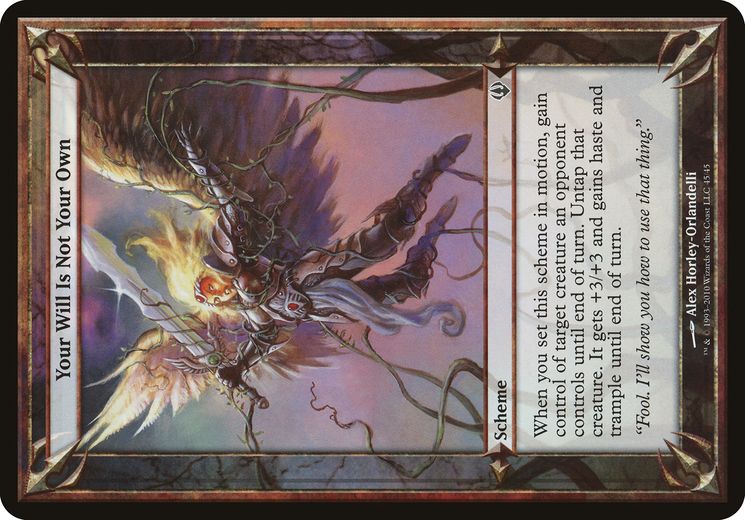 Your Will Is Not Your Own
Scheme
When you set this scheme in motion, gain
control of target creature an opponent
controls until end of turn. Untap that
creature. It gets +3/+3 and gains haste and
trample until end of turn.
“Fool. I’ll show you how to use that thing.”
Alex Horley-Orlandelli
™ & © 1993–2010 Wizards of the Coast LLC 45/45